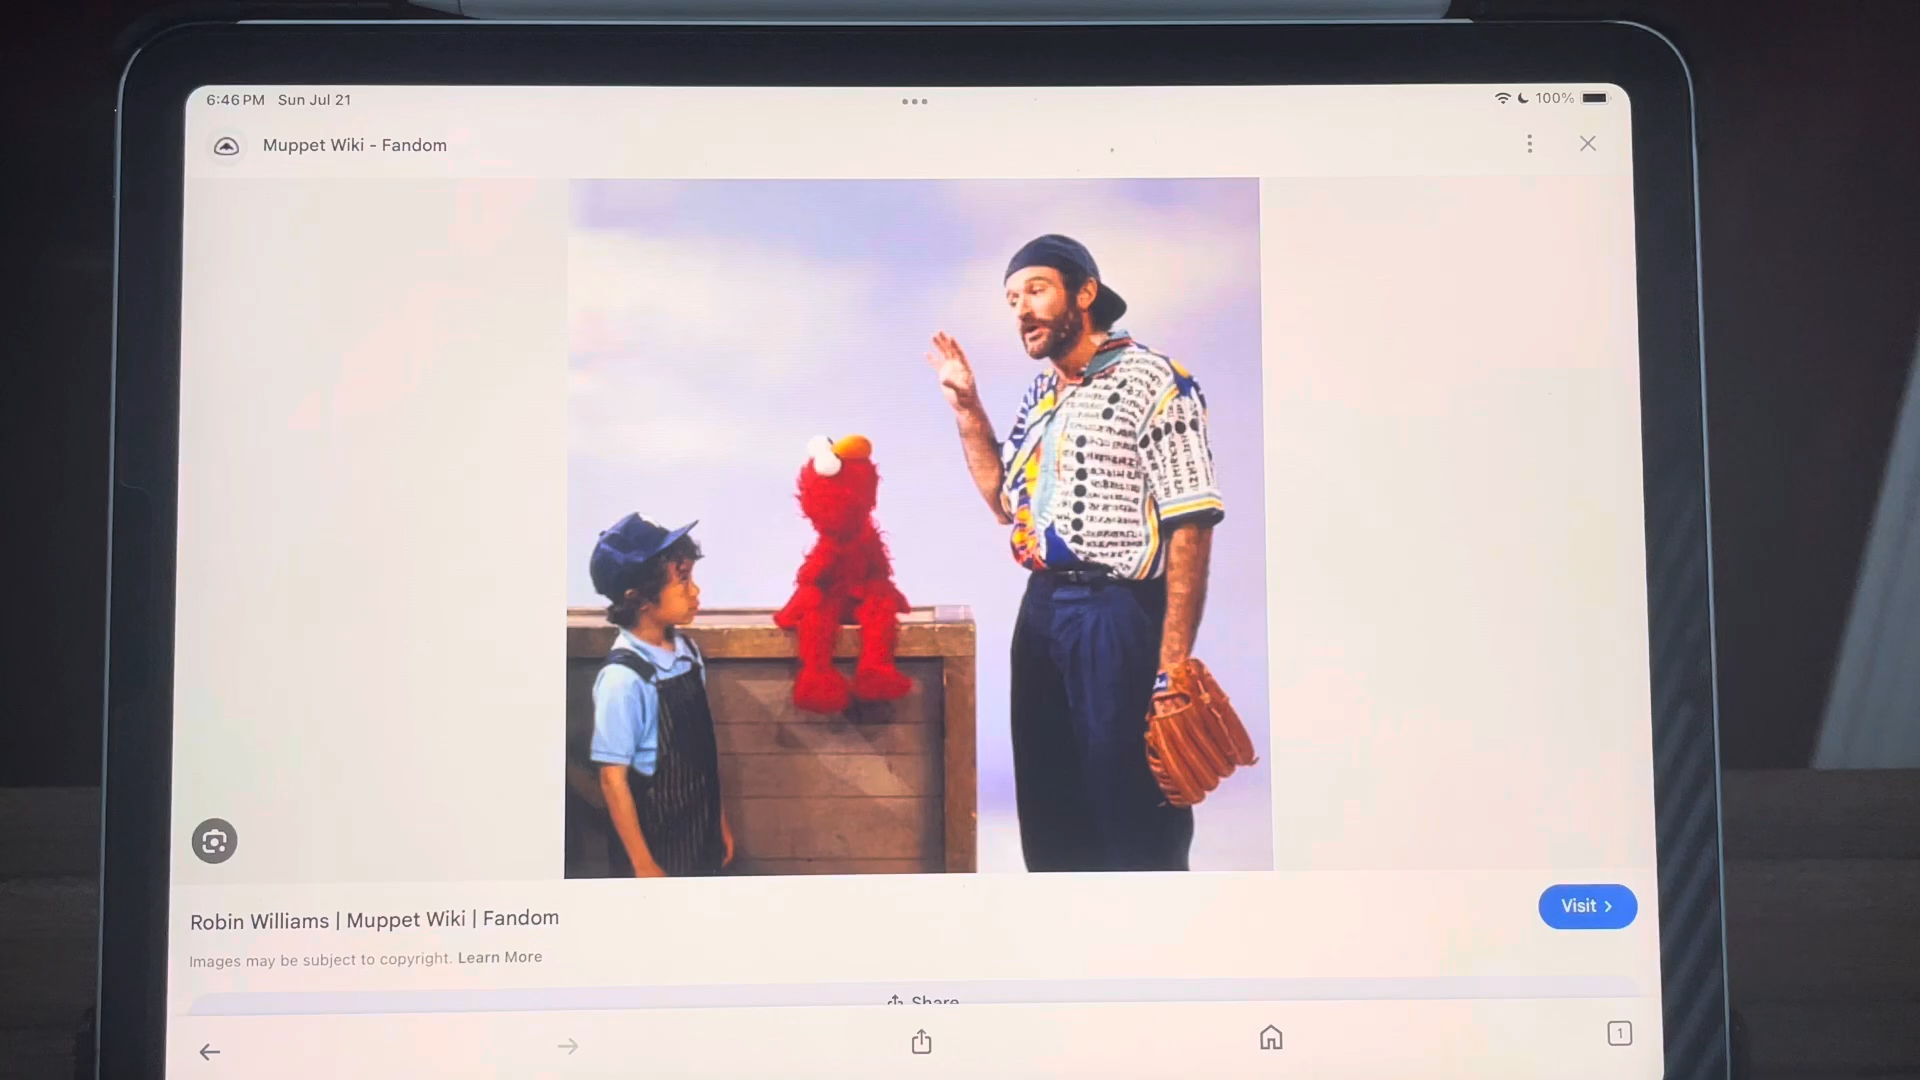 6:46 PM Sun Jul 21
100%
Muppet Wiki - Fandom
Robin Williams | Muppet Wiki | Fandom
Visit
Images may be subject to copyright. Learn More
Share
1